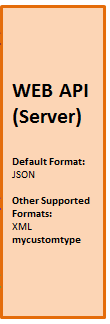 WEB API
(Server)
Default Format:
JSON
Other Supported
Formats:
XML
mycustomtype